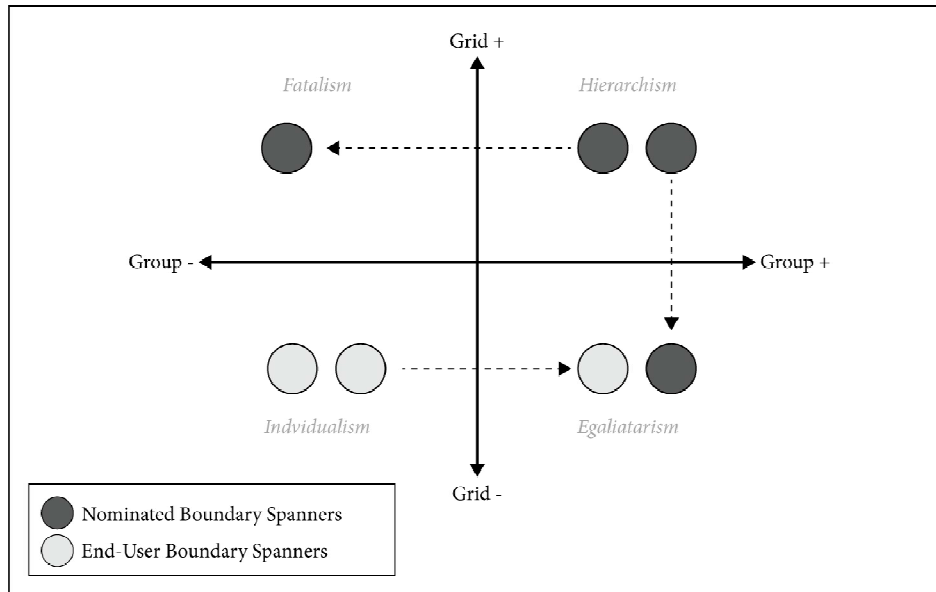 Grid +
Fatalism
Hierarchism
Group -
Group +
Indvidualism
Egaliatarism
Grid -
Nominated Boundary Spanners
End-User Boundary Spanners